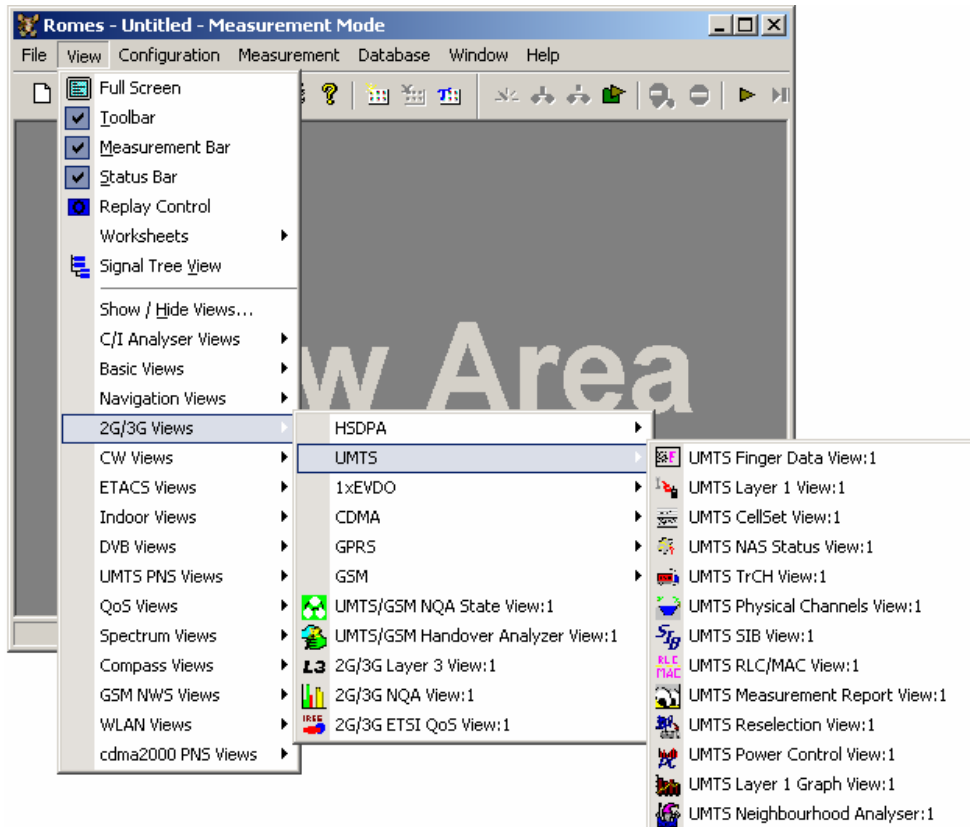 Romes - Untitled - Measurement Mode
File View Configuration Measurement Database Window Help
Full Screen
Toolbar
Measurement Bar
Status Bar
Replay Control
Worksheets
Signal Tree View
Show / Hide Views...
C/I Analyser Views
Basic Views
Navigation Views
2G/3G Views
CW Views
ETACS Views
Indoor Views
DVB Views
UMTS PNS Views
QoS Views
Spectrum Views
Compass Views
GSM NWS Views
WLAN Views
cdma2000 PNS Views
w Area
HSDPA
UMTS
1xEVDO
CDMA
GPRS
GSM
UMTS/GSM NQA State View:1
UMTS/GSM Handover Analyzer View:1
L3 2G/3G Layer 3 View:1
2G/3G NQA View:1
2G/3G ETSI QoS View:1
UMTS Finger Data View:1
UMTS Layer 1 View:1
UMTS CellSet View:1
UMTS NAS Status View:1
UMTS TrCH View:1
UMTS Physical Channels View:1
SIB UMTS SIB View:1
RLC MAC UMTS RLC/MAC View:1
UMTS Measurement Report View:1
UMTS Reselection View:1
UMTS Power Control View:1
UMTS Layer 1 Graph View:1
UMTS Neighbourhood Analyser:1